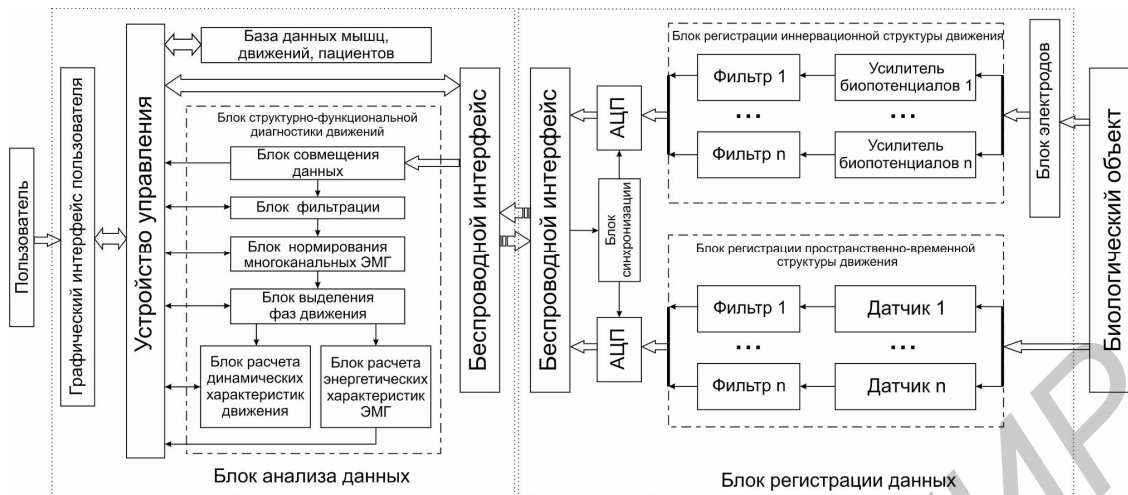 Пользователь
Графический интерфейс пользователя
Устройство управления
База данных мышц,
движений, пациентов
Блок структурно-функциональной
диагностики движений
Блок совмещения
данных
Блок фильтрации
Блок нормирования
многоканальных ЭМГ
Блок выделения
фаз движения
Блок расчета
динамических
характеристик
движения
Блок расчета
энергетических
характеристик
ЭМГ
Блок анализа данных
Беспроводной интерфейс
Беспроводной интерфейс
АЦП
Блок
синхронизации
АЦП
Блок регистрации иннервационной структуры движения
Фильтр 1
Усилитель
биопотенциалов 1
...
...
Фильтр n
Усилитель
биопотенциалов n
Блок электродов
Биологический объект
Блок регистрации пространственно-временной
структуры движения
Фильтр 1
Датчик 1
...
...
Фильтр n
Датчик n
Блок регистрации данных